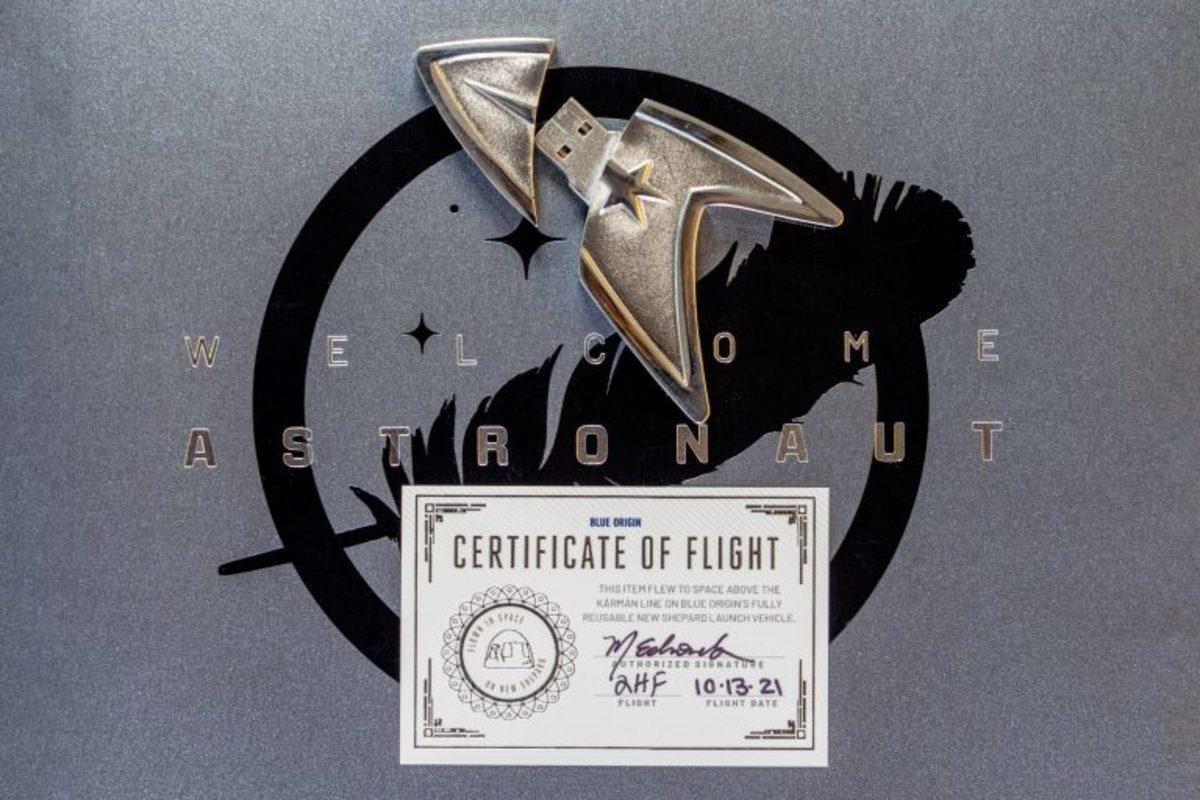 WELCOME
ASTRONAUT
BLUE ORIGIN
CERTIFICATE OF FLIGHT
THIS ITEM FLEW TO SPACE ABOVE THE
KÁRMÁN LINE ON BLUE ORIGIN'S FULLY
REUSABLE NEW SHEPARD LAUNCH VEHICLE.
FLOWN IN SPACE
ON NEW SHEPARD
AUTHORIZED SIGNATURE
2HF 10·13·21
FLIGHT FLIGHT DATE